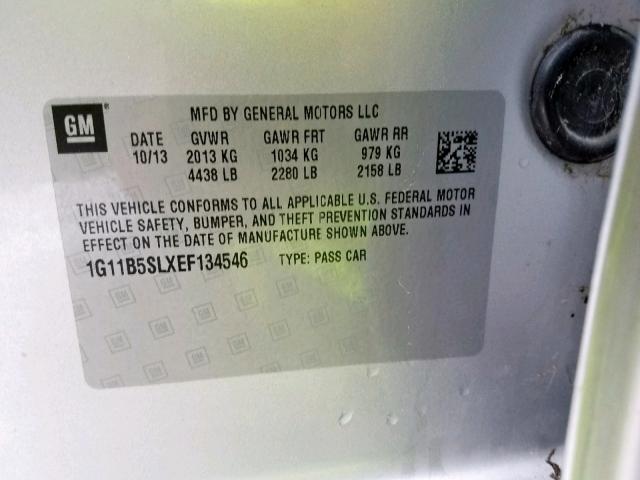 GM® MFD BY GENERAL MOTORS LLC
DATE GVWR GAWR FRT GAWR RR
10/13 2013 KG 1034 KG 979 KG
4438 LB 2280 LB 2158 LB
THIS VEHICLE CONFORMS TO ALL APPLICABLE U.S. FEDERAL MOTOR
VEHICLE SAFETY, BUMPER, AND THEFT PREVENTION STANDARDS IN
EFFECT ON THE DATE OF MANUFACTURE SHOWN ABOVE.
1G11B5SLXEF134546 TYPE: PASS CAR